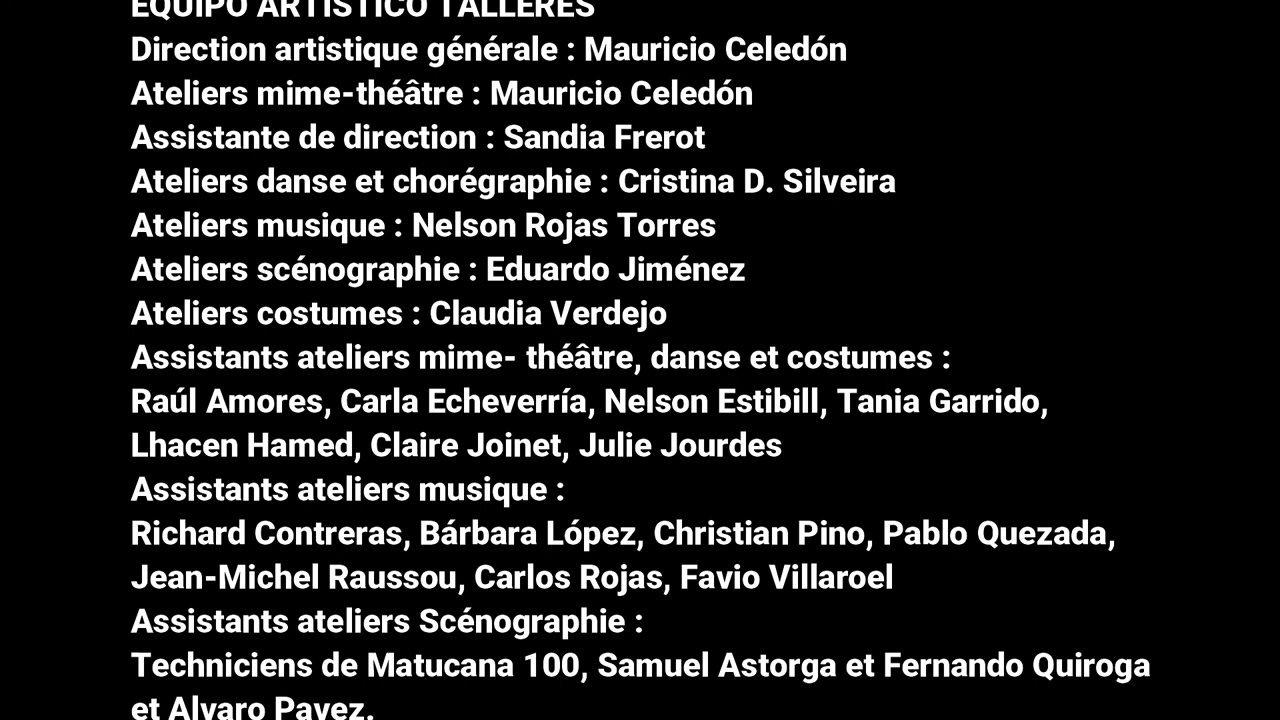 EQUIPO ARTISTICO TALLERES
Direction artistique générale : Mauricio Celedón
Ateliers mime-théâtre : Mauricio Celedón
Assistante de direction : Sandia Frerot
Ateliers danse et chorégraphie : Cristina D. Silveira
Ateliers musique : Nelson Rojas Torres
Ateliers scénographie : Eduardo Jiménez
Ateliers costumes : Claudia Verdejo
Assistants ateliers mime- théâtre, danse et costumes :
Raúl Amores, Carla Echeverría, Nelson Estibill, Tania Garrido,
Lhacen Hamed, Claire Joinet, Julie Jourdes
Assistants ateliers musique :
Richard Contreras, Bárbara López, Christian Pino, Pablo Quezada,
Jean-Michel Raussou, Carlos Rojas, Favio Villaroel
Assistants ateliers Scénographie :
Techniciens de Matucana 100, Samuel Astorga et Fernando Quiroga
et Alvaro Pavez.